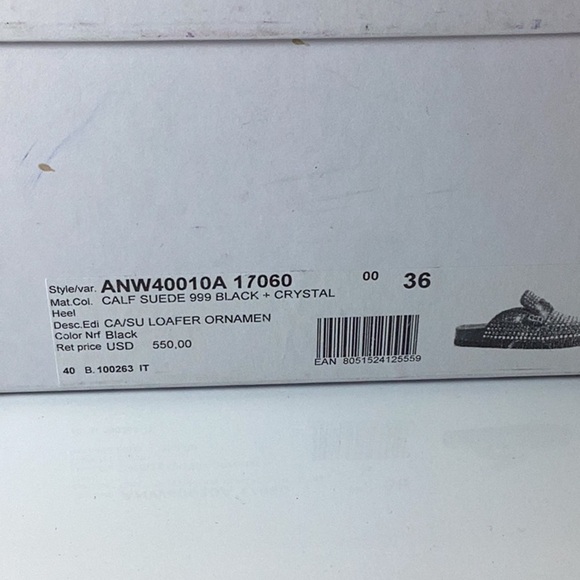 Style/var. ANW40010A 17060 00 36
Mat.Col. CALF SUEDE 999 BLACK + CRYSTAL
Heel
Desc.Edi CA/SU LOAFER ORNAMEN
Color Nrf Black
Ret price USD 550,00
40 B. 100263 IT
EAN 8051524125559